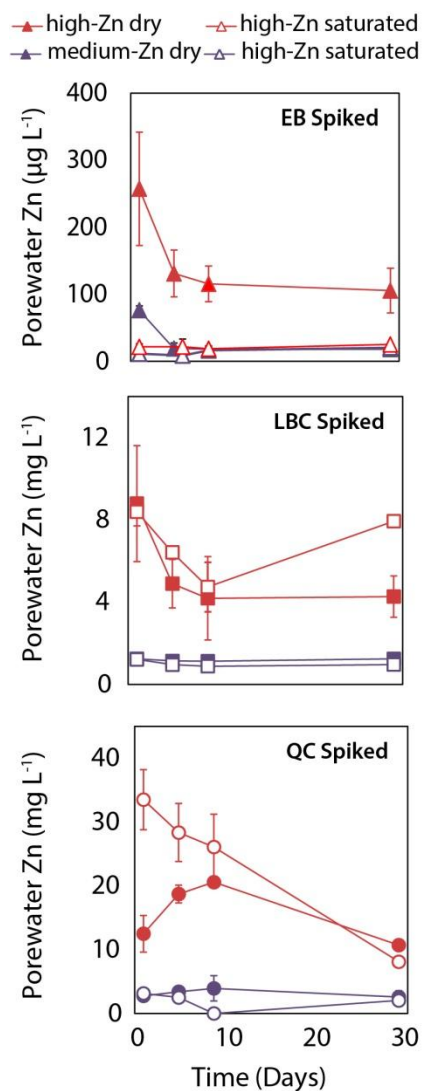 high-Zn dry high-Zn saturated
medium-Zn dry high-Zn saturated
EB Spiked
400
300
200
100
0
Porewater Zn (µg L-1)
LBC Spiked
12
8
4
0
Porewater Zn (mg L-1)
QC Spiked
40
30
20
10
0
Porewater Zn (mg L-1)
0 10 20 30
Time (Days)